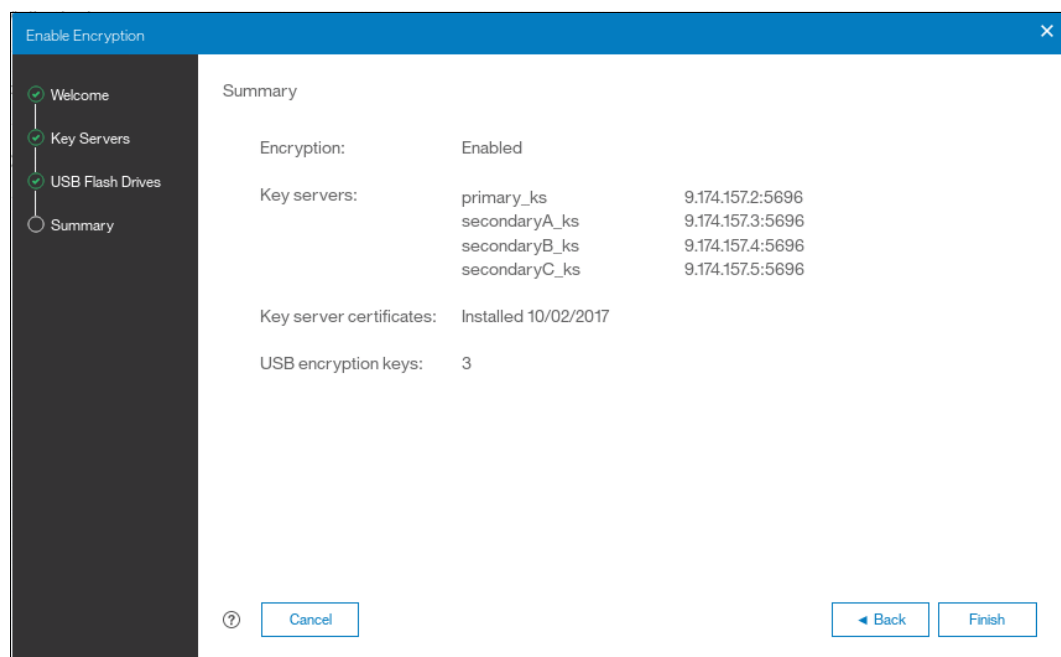 Enable Encryption
Welcome
Key Servers
USB Flash Drives
Summary
Summary
Encryption: Enabled
Key servers: primary_ks 9.174.157.2:5696
secondaryA_ks 9.174.157.3:5696
secondaryB_ks 9.174.157.4:5696
secondaryC_ks 9.174.157.5:5696
Key server certificates: Installed 10/02/2017
USB encryption keys: 3
? Cancel ◄ Back Finish